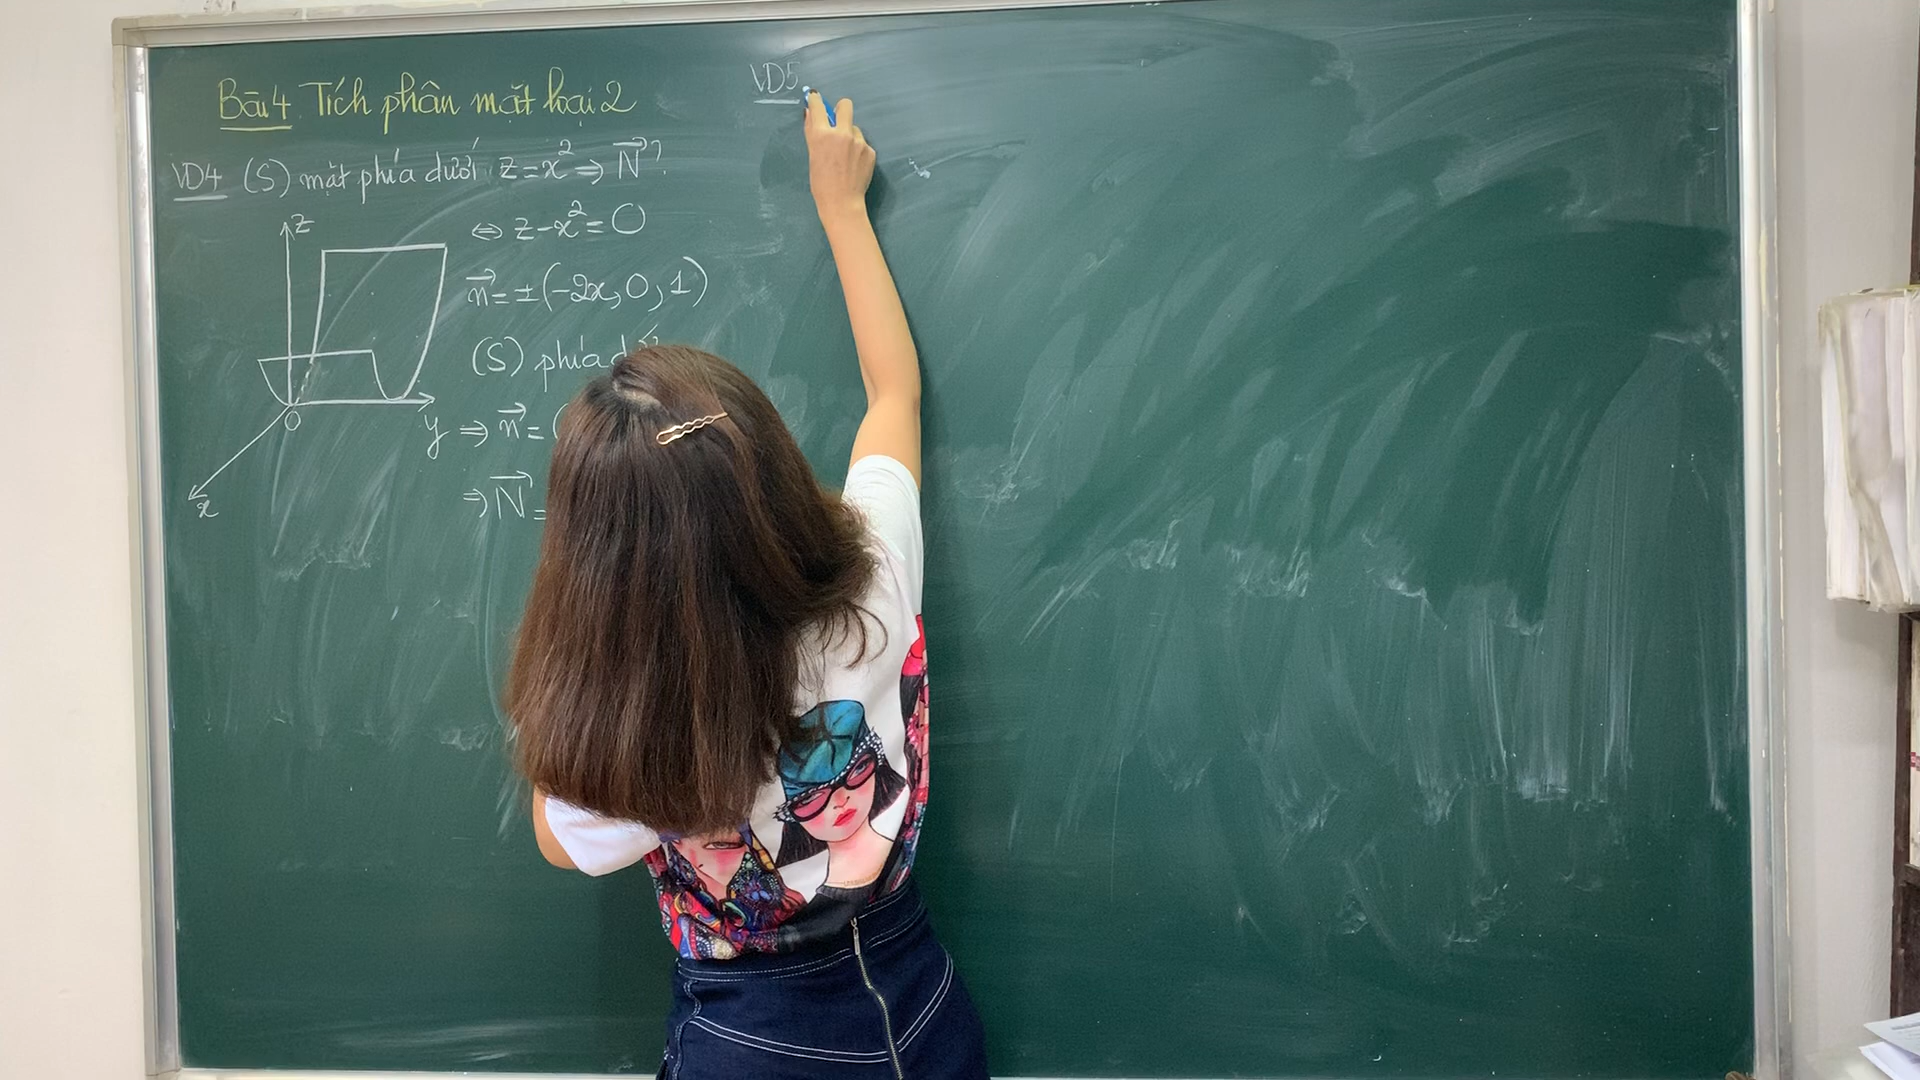 Bài 4 Tích phân mặt loại 2
VD4 (S) mặt phía dưới z = x² ⇒ N⃗?
⇔ z - x² = 0
n⃗ = ±(-2x, 0, 1)
(S) phía
⇒ n⃗ = (
⇒ N⃗ =
z
O
y
x
VD5